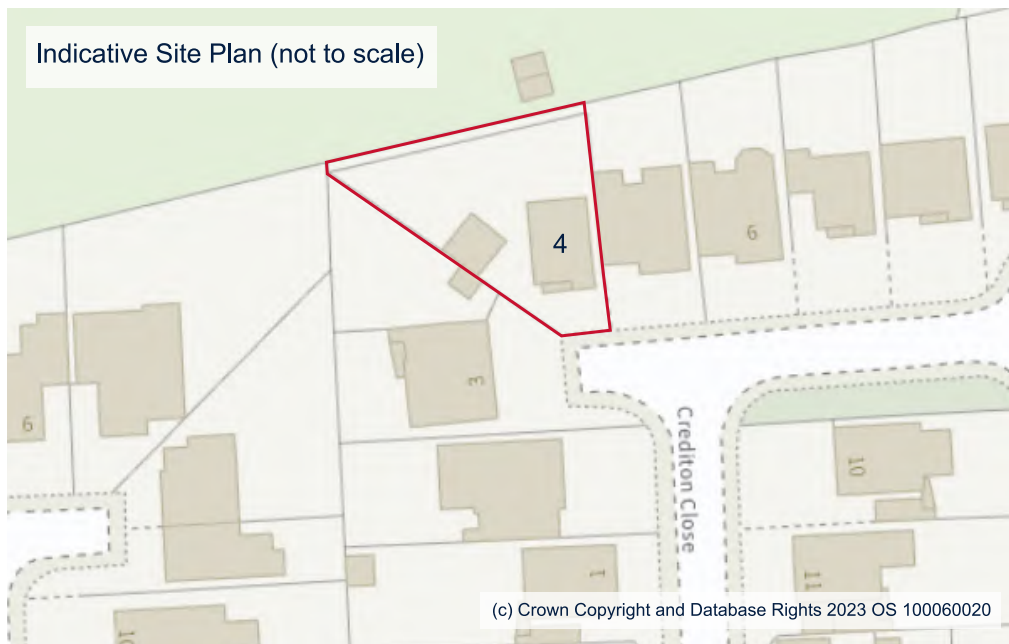 Indicative Site Plan (not to scale)
4
6
3
6
Crediton Close
10
1
11
10
(c) Crown Copyright and Database Rights 2023 OS 100060020